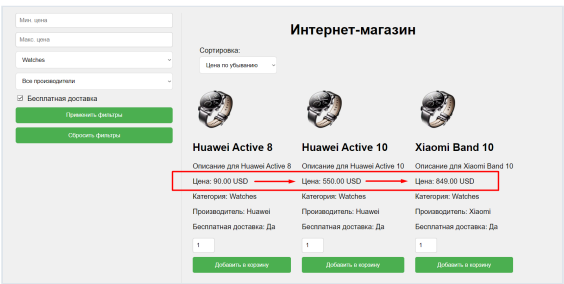 Мин. цена
Макс. цена
Watches
Все производители
Бесплатная доставка
Применить фильтры
Сбросить фильтры
Интернет-магазин
Сортировка:
Цена по убыванию
Huawei Active 8
Описание для Huawei Active 8
Цена: 90.00 USD
Категория: Watches
Производитель: Huawei
Бесплатная доставка: Да
1
Добавить в корзину
Huawei Active 10
Описание для Huawei Active 10
Цена: 550.00 USD
Категория: Watches
Производитель: Huawei
Бесплатная доставка: Да
1
Добавить в корзину
Xiaomi Band 10
Описание для Xiaomi Band 10
Цена: 849.00 USD
Категория: Watches
Производитель: Xiaomi
Бесплатная доставка: Да
1
Добавить в корзину